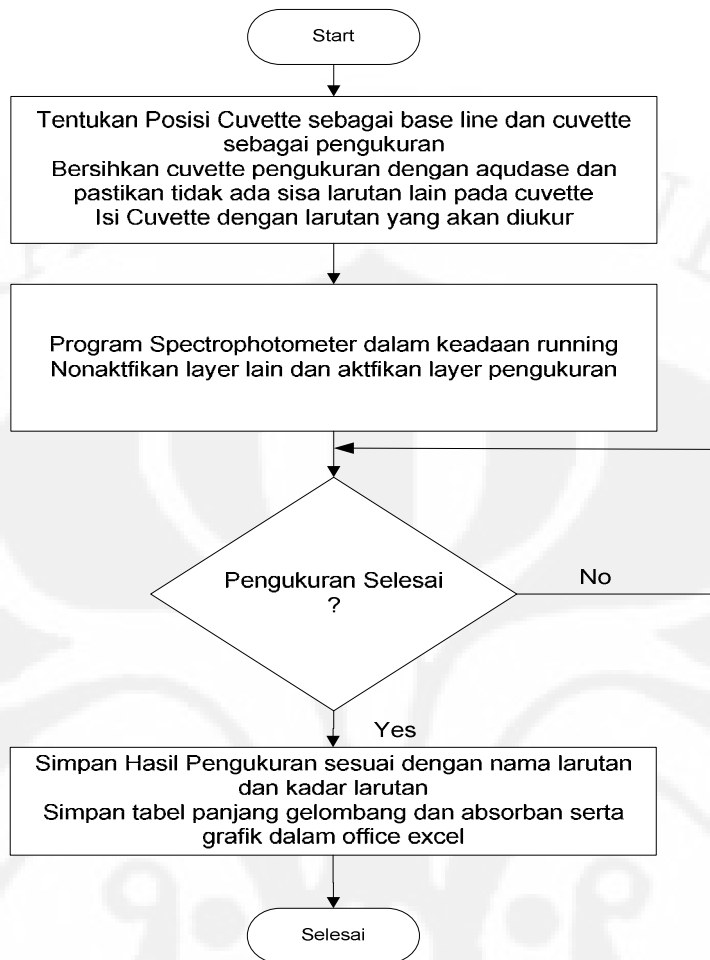 Start
Tentukan Posisi Cuvette sebagai base line dan cuvette
sebagai pengukuran
Bersihkan cuvette pengukuran dengan aqudase dan
pastikan tidak ada sisa larutan lain pada cuvette
Isi Cuvette dengan larutan yang akan diukur
Program Spectrophotometer dalam keadaan running
Nonaktfikan layer lain dan aktfikan layer pengukuran
Pengukuran Selesai
?
No
Yes
Simpan Hasil Pengukuran sesuai dengan nama larutan
dan kadar larutan
Simpan tabel panjang gelombang dan absorban serta
grafik dalam office excel
Selesai